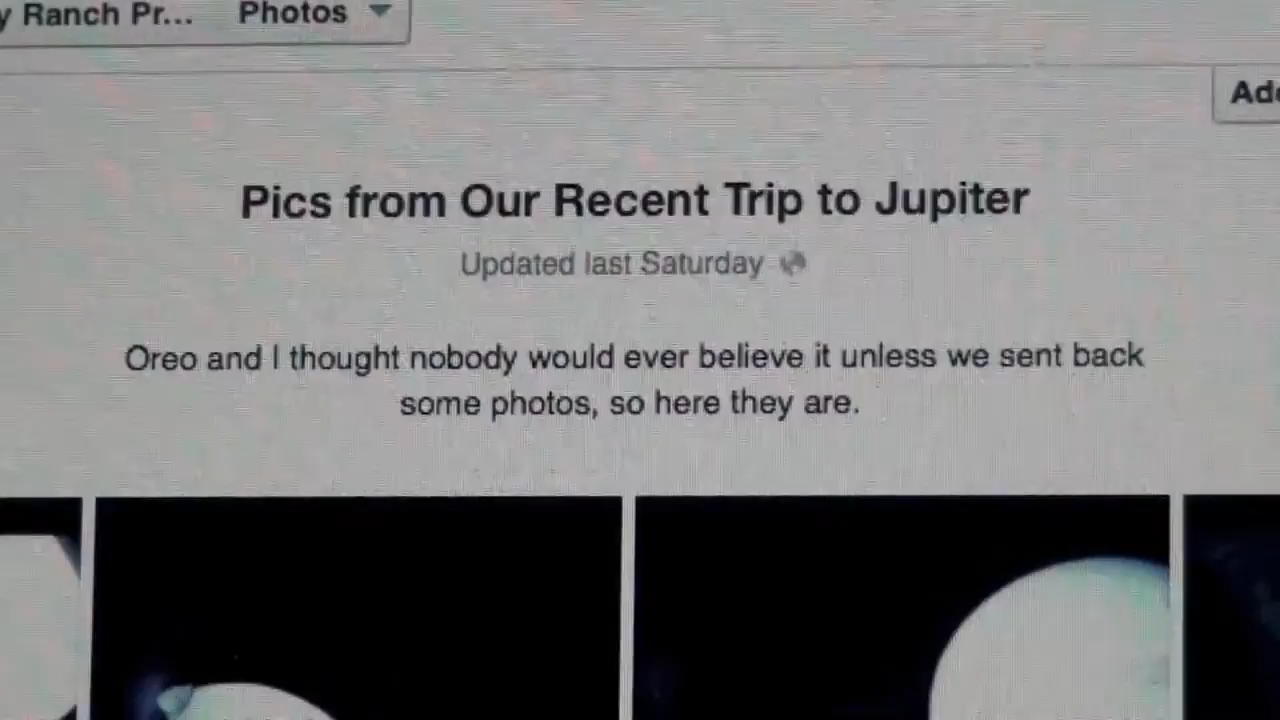 y Ranch Pr... Photos
Ad
Pics from Our Recent Trip to Jupiter
Updated last Saturday
Oreo and I thought nobody would ever believe it unless we sent back
some photos, so here they are.